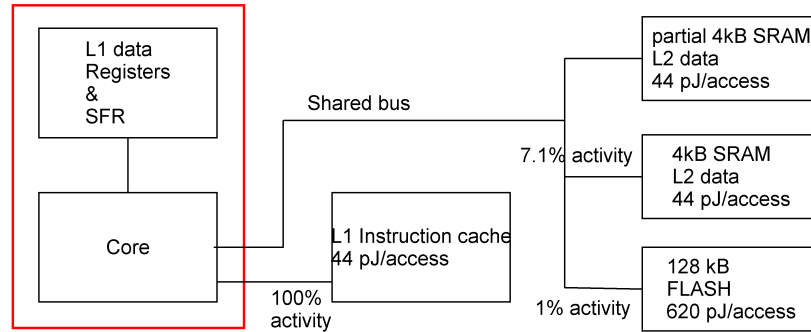 L1 data
Registers
&
SFR
Core
Shared bus
L1 Instruction cache
44 pJ/access
100%
activity
7.1% activity
1% activity
partial 4kB SRAM
L2 data
44 pJ/access
4kB SRAM
L2 data
44 pJ/access
128 kB
FLASH
620 pJ/access